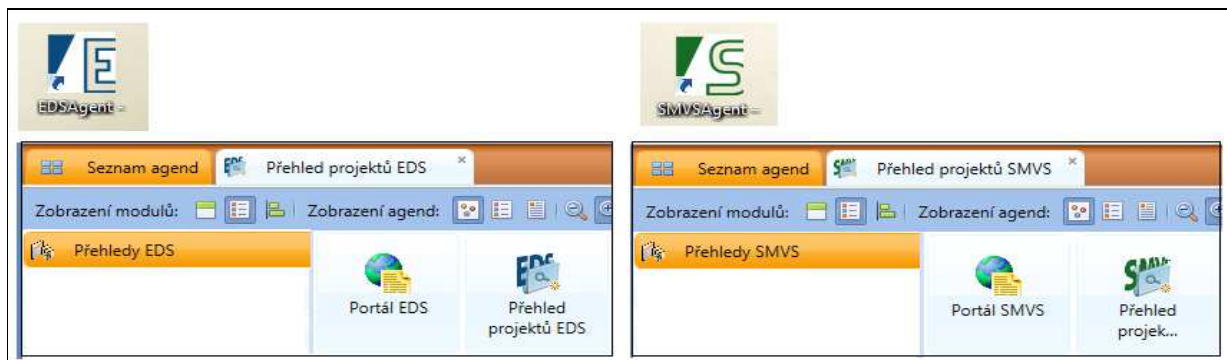 EDSAgent -
Seznam agend
Přehled projektů EDS
Zobrazení modulů:
Zobrazení agend:
Přehledy EDS
Portál EDS
Přehled
projektů EDS
SMVSAgent -
Seznam agend
Přehled projektů SMVS
Zobrazení modulů:
Zobrazení agend:
Přehledy SMVS
Portál SMVS
Přehled
projek...